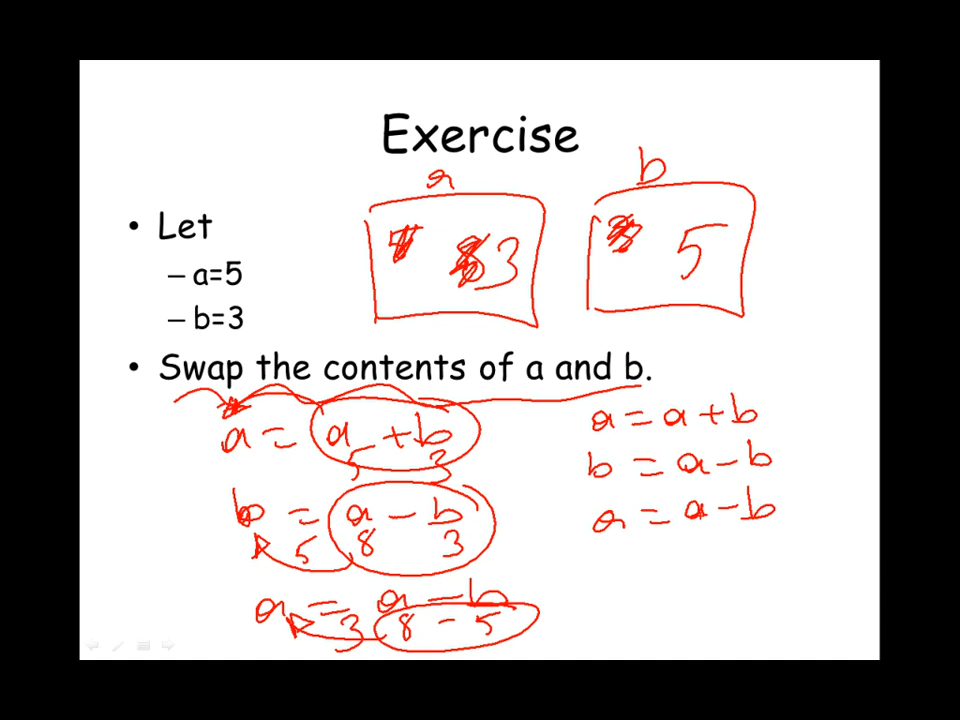 Exercise
a
b
• Let
– a=5
– b=3
3
5
• Swap the contents of a and b.
a = a + b
5 3
b = a - b
5 8 3
a = a - b
3 8 - 5
a = a + b
b = a - b
a = a - b